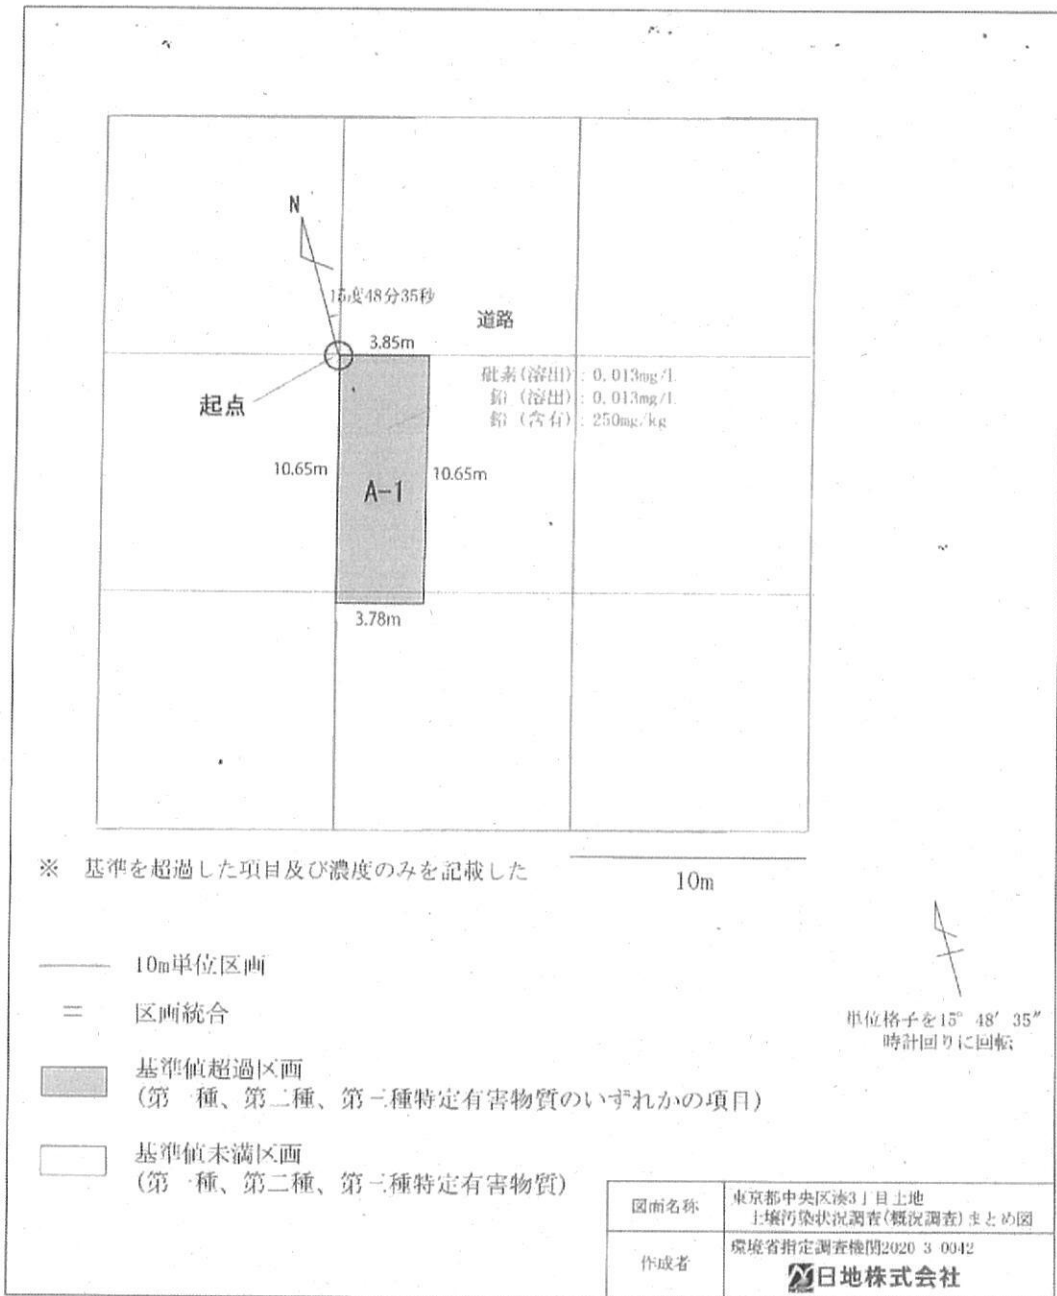 N
15度48分35秒
道路
3.85m
起点
砒素(溶出): 0.013mg/L
鉛 (溶出): 0.013mg/L
鉛 (含有): 250mg/kg
10.65m
A-1
10.65m
3.78m
※ 基準を超過した項目及び濃度のみを記載した
10m
10m単位区画
区画統合
単位格子を15° 48′ 35″
時計回りに回転
基準値超過区画
(第一種、第二種、第三種特定有害物質のいずれかの項目)
基準値未満区画
(第一種、第二種、第三種特定有害物質)
図面名称
東京都中央区湊3丁目土地
土壌汚染状況調査(概況調査)まとめ図
作成者
環境省指定調査機関2020 3 0042
日地株式会社